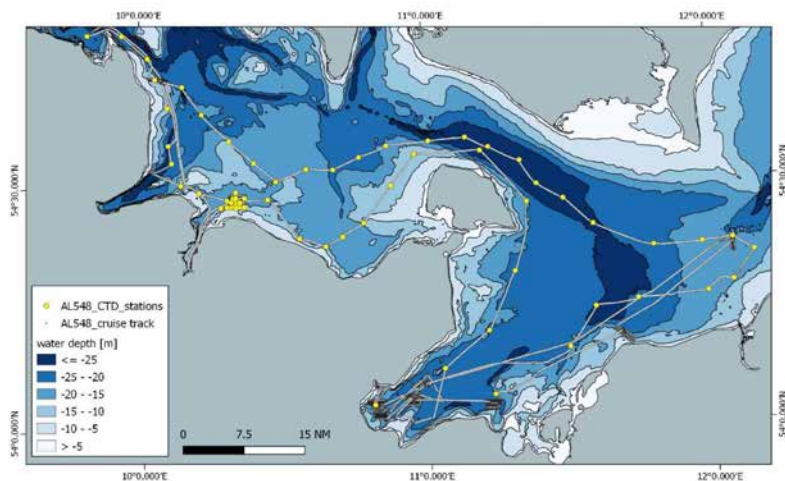 10°0.000'E 11°0.000'E 12°0.000'E
54°30.000'N 54°30.000'N
AL548_CTD_stations
AL548_cruise track
water depth [m]
<= -25
-25 - -20
-20 - -15
-15 - -10
-10 - -5
> -5
54°0.000'N 54°0.000'N
0 7.5 15 NM
10°0.000'E 11°0.000'E 12°0.000'E